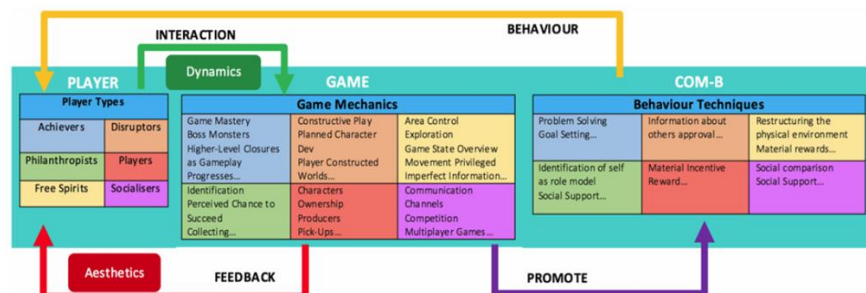 INTERACTION
BEHAVIOUR
Dynamics
PLAYER
GAME
COM-B
Player Types
Achievers
Disruptors
Philanthropists
Players
Free Spirits
Socialisers
Game Mechanics
Game Mastery
Boss Monsters
Higher-Level Closures
as Gameplay
Progresses...
Constructive Play
Planned Character
Dev
Player Constructed
Worlds...
Area Control
Exploration
Game State Overview
Movement Privileged
Imperfect Information...
Identification
Perceived Chance to
Succeed
Collecting...
Characters
Ownership
Producers
Pick-Ups...
Communication
Channels
Competition
Multiplayer Games...
Behaviour Techniques
Problem Solving
Goal Setting...
Information about
others approval...
Restructuring the
physical environment
Material rewards...
Identification of self
as role model
Social Support...
Material Incentive
Reward...
Social comparison
Social Support...
Aesthetics
FEEDBACK
PROMOTE